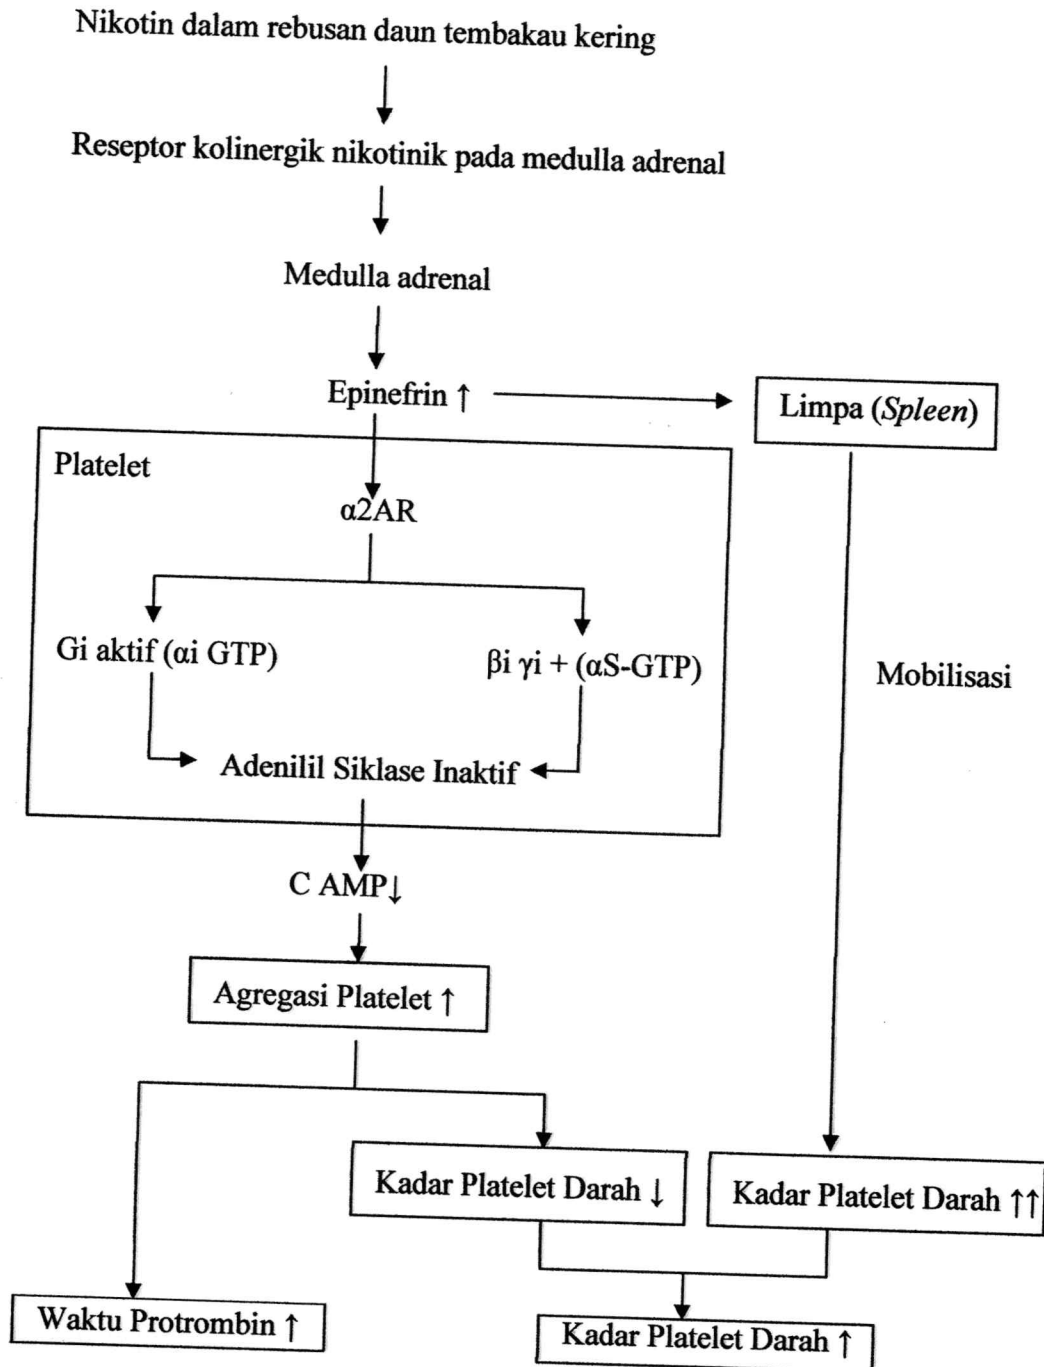 Nikotin dalam rebusan daun tembakau kering
Reseptor kolinergik nikotinik pada medulla adrenal
Medulla adrenal
Epinefrin ↑
Limpa (Spleen)
Platelet
α2AR
Gi aktif (αi GTP)
βi γi + (αS-GTP)
Mobilisasi
Adenilil Siklase Inaktif
C AMP↓
Agregasi Platelet ↑
Kadar Platelet Darah ↓
Kadar Platelet Darah ↑↑
Waktu Protrombin ↑
Kadar Platelet Darah ↑